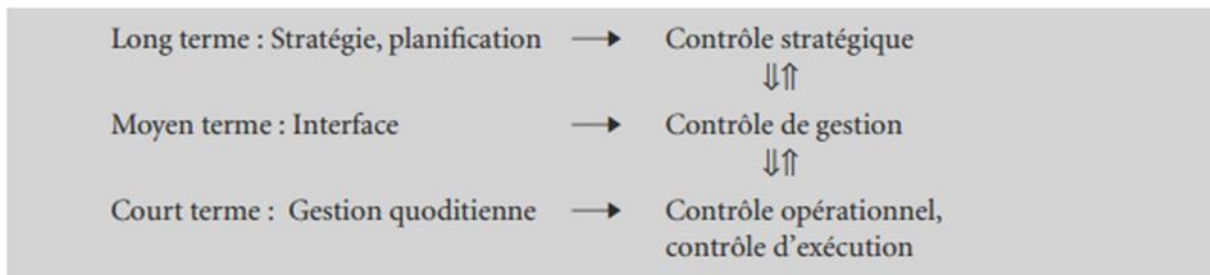 Long terme : Stratégie, planification → Contrôle stratégique
⇓⇑
Moyen terme : Interface → Contrôle de gestion
⇓⇑
Court terme : Gestion quoditienne → Contrôle opérationnel,
contrôle d’exécution